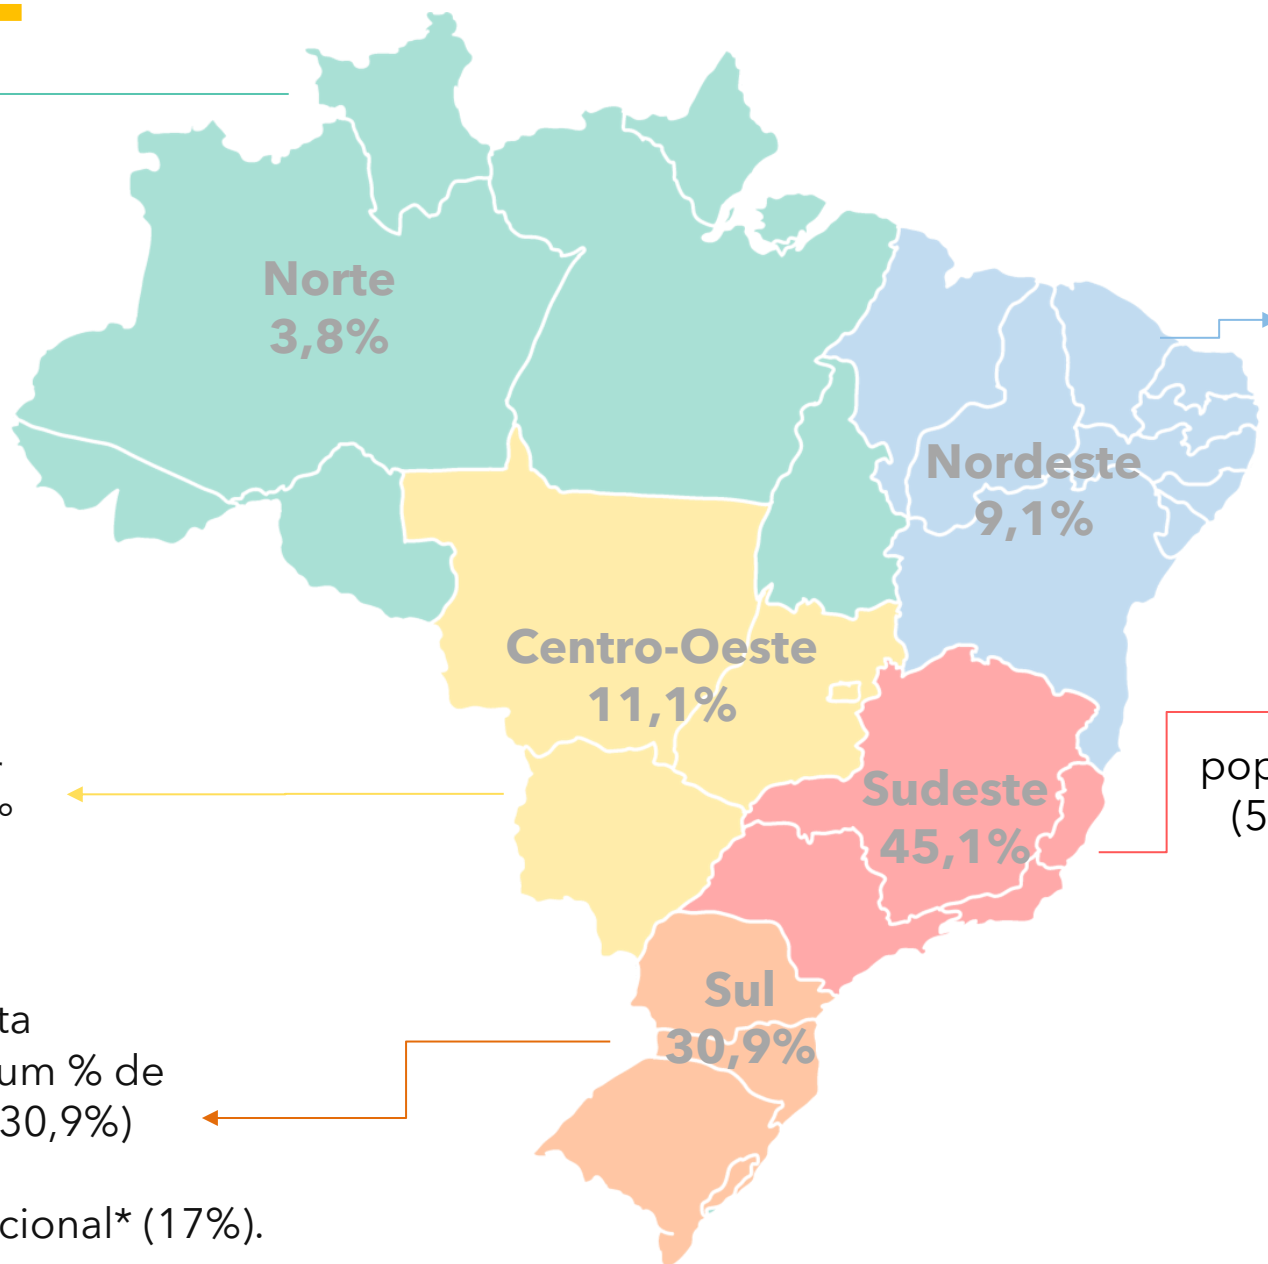 Norte
3,8%
Nordeste
9,1%
Centro-Oeste
11,1%
Sudeste
45,1%
pop
(5
Sul
30,9%
ta
um % de
30,9%)
cional* (17%).